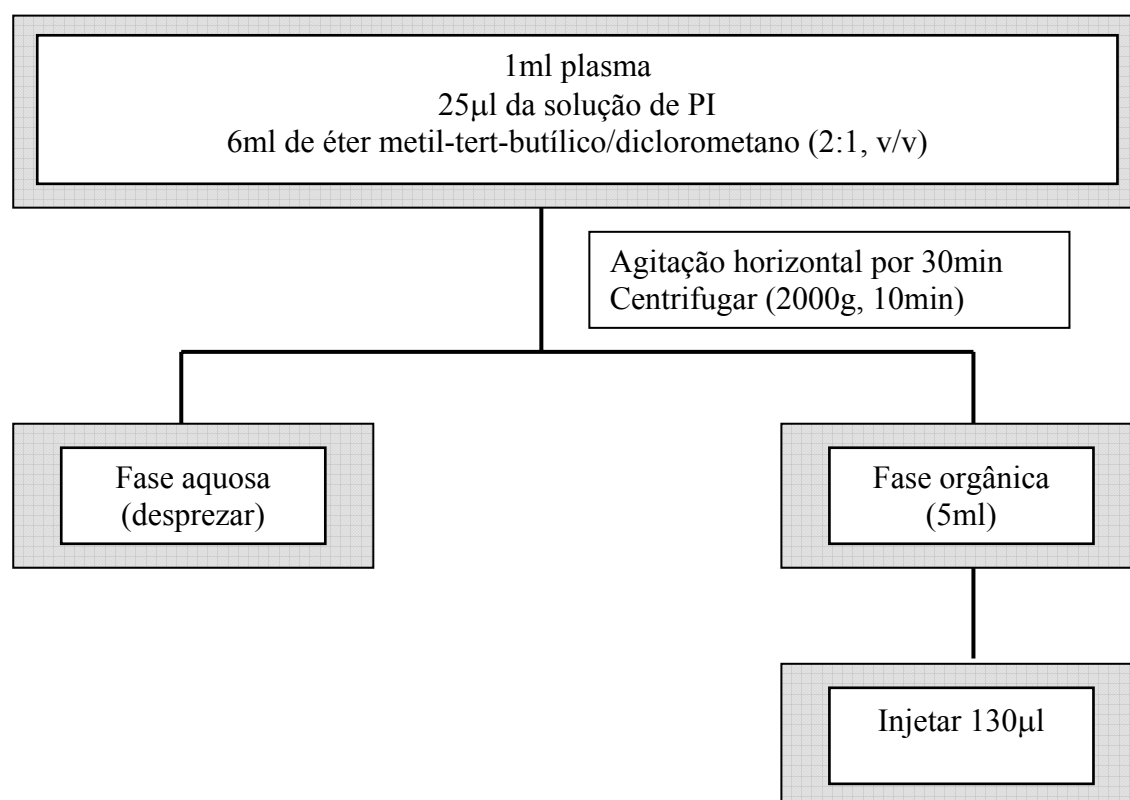 1ml plasma
25μl da solução de PI
6ml de éter metil-tert-butílico/diclorometano (2:1, v/v)
Agitação horizontal por 30min
Centrifugar (2000g, 10min)
Fase aquosa
(desprezar)
Fase orgânica
(5ml)
Injetar 130μl